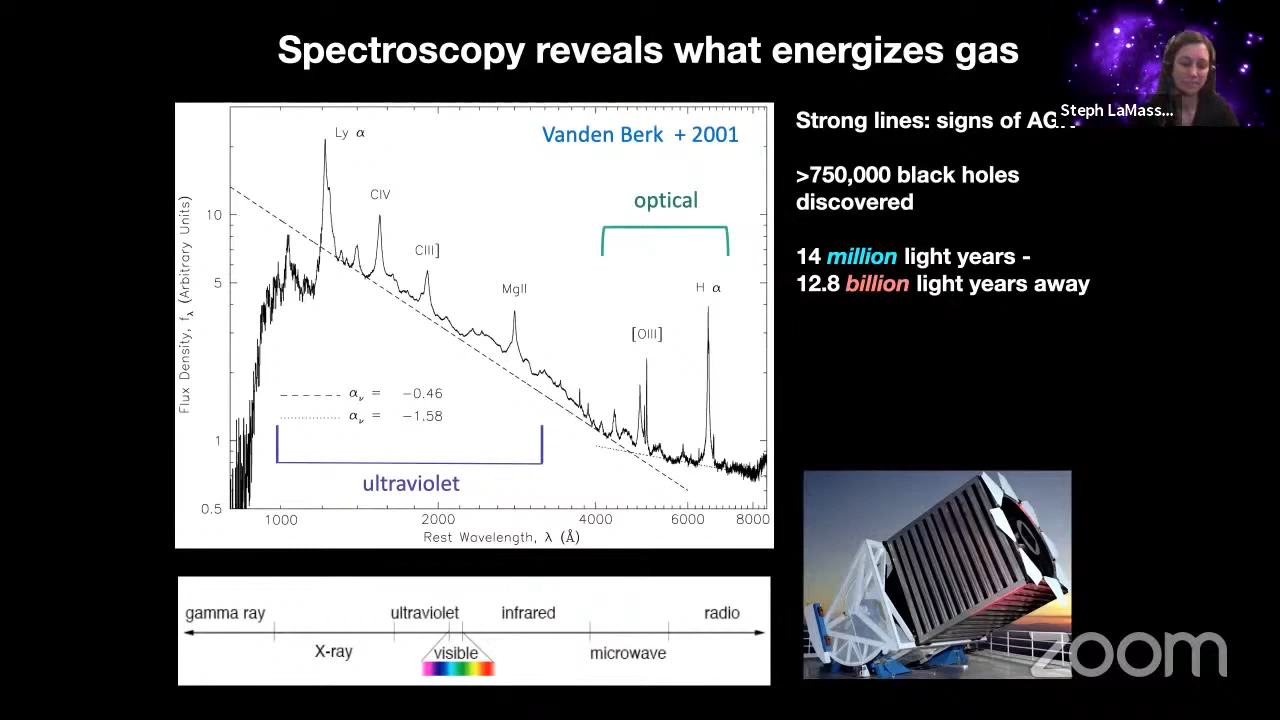 Spectroscopy reveals what energizes gas
Steph LaMass...
Strong lines: signs of AGN
>750,000 black holes
discovered
14 million light years -
12.8 billion light years away
Vanden Berk + 2001
Ly α
CIV
CIII]
MgII
optical
[OIII]
H α
Flux Density, fλ (Arbitrary Units)
10
5
1
0.5
αν = −0.46
αν = −1.58
ultraviolet
1000 2000 4000 6000 8000
Rest Wavelength, λ (Å)
gamma ray ultraviolet infrared radio
X-ray visible microwave
zoom